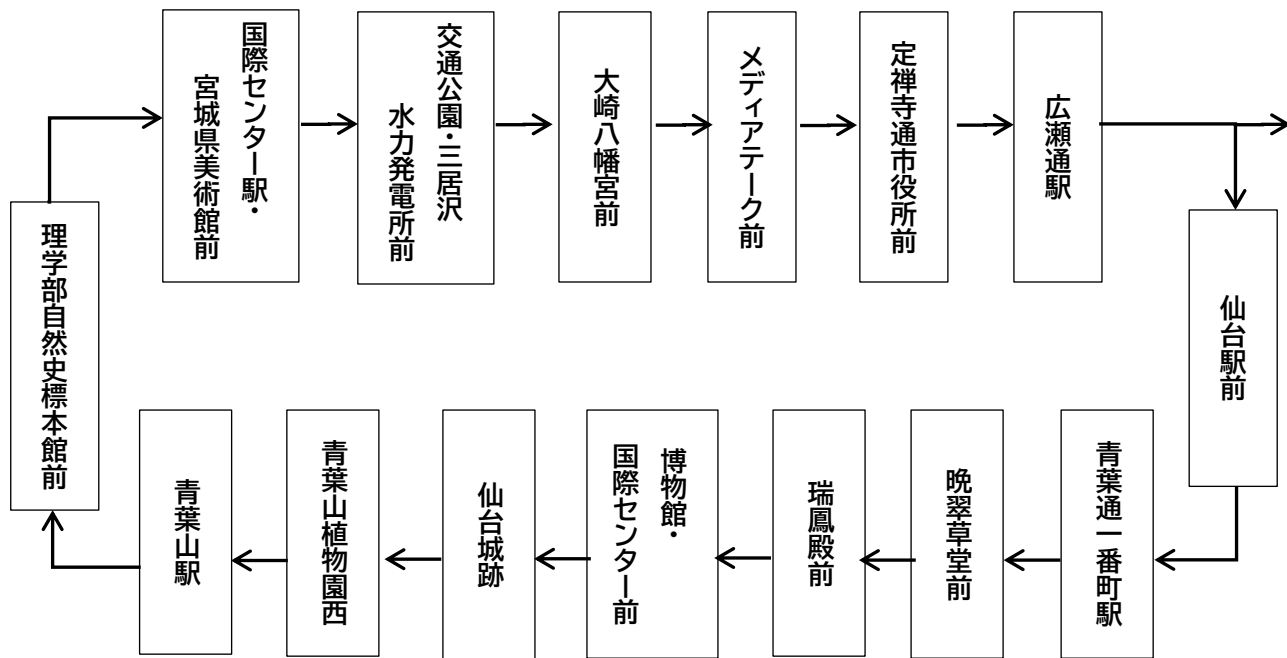 国際センター駅・
宮城県美術館前
交通公園・三居沢
水力発電所前
大崎八幡宮前
メディアテーク前
定禅寺通市役所前
広瀬通駅
仙台駅前
青葉通一番町駅
晩翠草堂前
瑞鳳殿前
博物館・
国際センター前
仙台城跡
青葉山植物園西
青葉山駅
理学部自然史標本館前